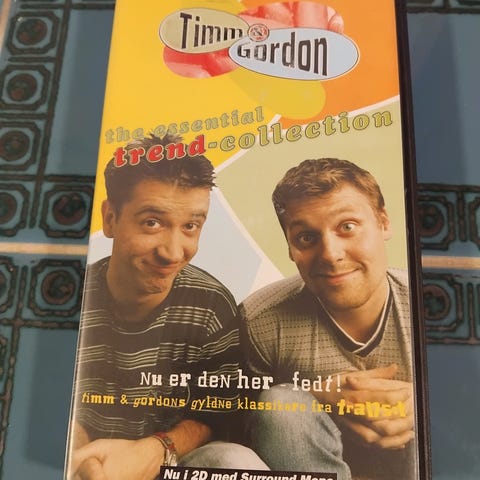 Timm &
Gordon
the essential
trend-collection
Nu er deN her - fedt!
timm & gordons gyldne klassikere fra transit
Nu i 2D med Surround Mono